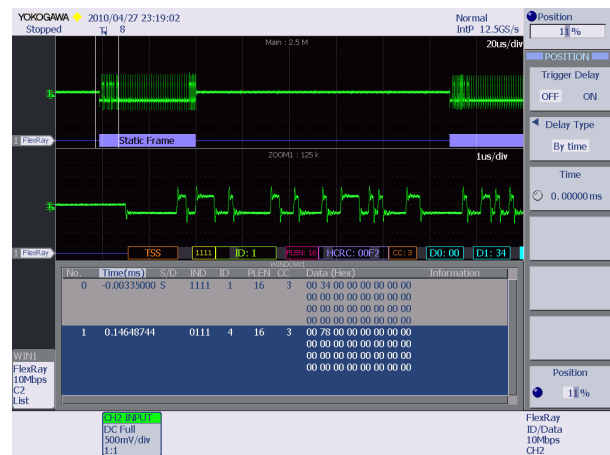 YOKOGAWA 2010/04/27 23:19:02 Normal
Stopped 8 IntP 12.5GS/s
Main : 2.5 M 20us/div
1 FlexRay Static Frame
ZOOM1 : 125 k 1us/div
1 FlexRay TSS 1111 ID: 1 PLEN: 16 HCRC: 00F2 CC: 3 D0: 00 D1: 34
WINDOW1
No. Time(ms) S/D IND ID PLEN CC Data (Hex) Information
0 -0.00335000 S 1111 1 16 3 00 34 00 00 00 00 00 00
00 00 00 00 00 00 00 00
00 00 00 00 00 00 00 00
00 00 00 00 00 00 00 00
1 0.14648744 0111 4 16 3 00 78 00 00 00 00 00 00
00 00 00 00 00 00 00 00
00 00 00 00 00 00 00 00
00 00 00 00 00 00 00 00
WIN1
FlexRay
10Mbps
C2
List
CH2 INPUT
DC Full
500mV/div
1:1
Position
11%
POSITION
Trigger Delay
OFF ON
Delay Type
By time
Time
0.00000 ms
Position
11%
FlexRay
ID/Data
10Mbps
CH2